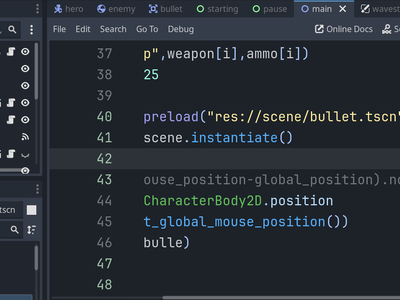 hero enemy bullet starting pause main
File Edit Search Go To Debug Online Docs
37 p",weapon[i],ammo[i])
38 25
39
40 preload("res://scene/bullet.tscn"
41 scene.instantiate()
42
43 ouse_position-global_position).no
44 CharacterBody2D.position
45 t_global_mouse_position())
46 bulle)
47
48
tscn